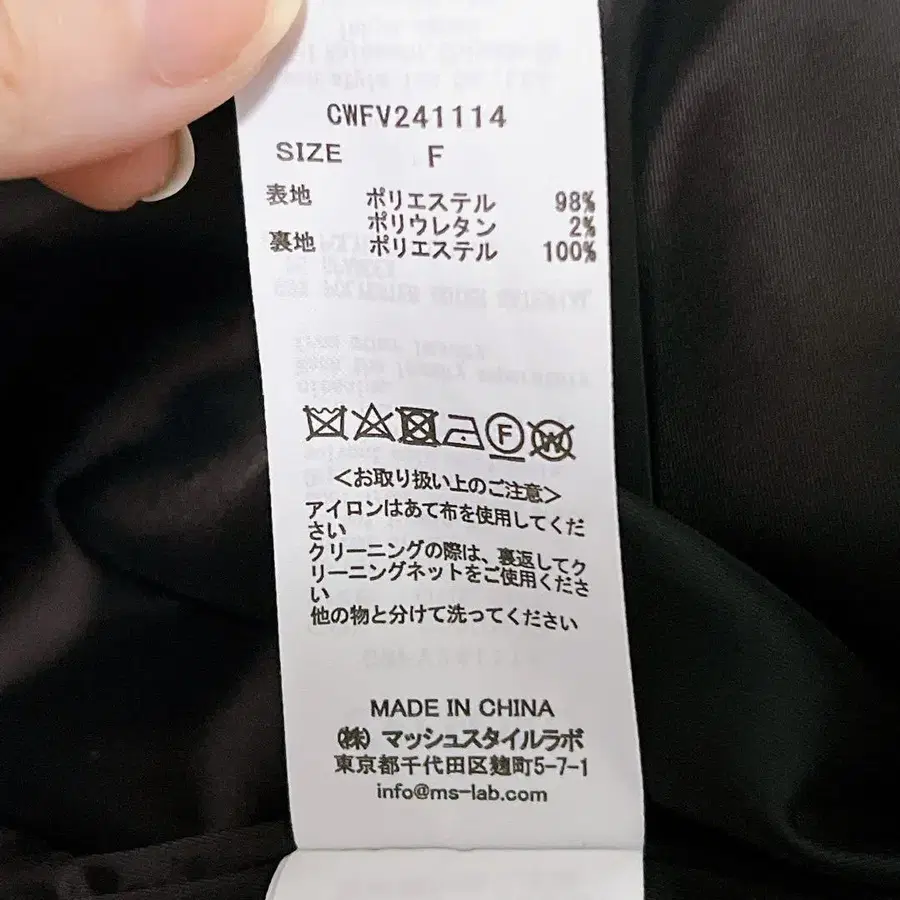 CWFV241114
SIZE F
表地 ポリエステル 98%
ポリウレタン 2%
裏地 ポリエステル 100%
F W
<お取り扱い上のご注意>
アイロンはあて布を使用してくだ
さい
クリーニングの際は、裏返してク
リーニングネットをご使用くださ
い
他の物と分けて洗ってください
MADE IN CHINA
(株) マッシュスタイルラボ
東京都千代田区麹町5-7-1
info@ms-lab.com